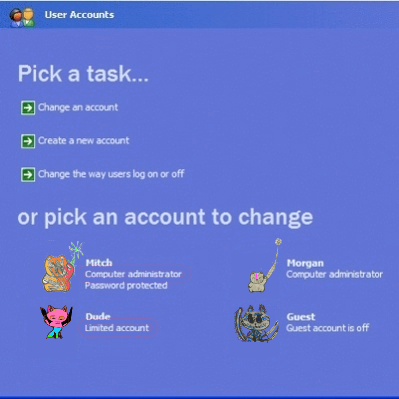 User Accounts
Pick a task...
Change an account
Create a new account
Change the way users log on or off
or pick an account to change
Mitch
Computer administrator
Password protected
Morgan
Computer administrator
Dude
Limited account
Guest
Guest account is off